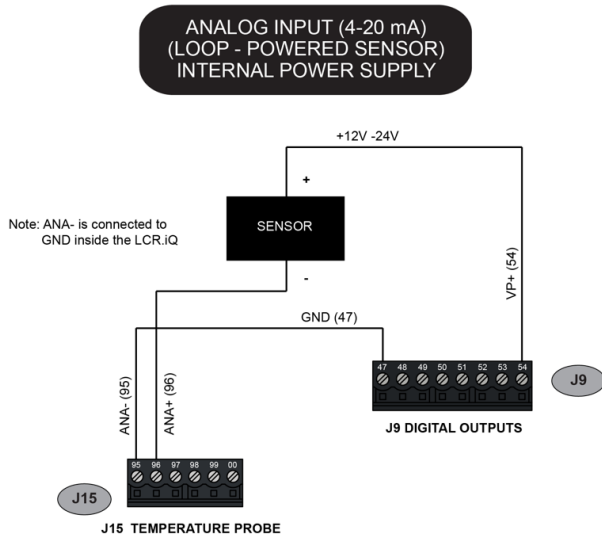 ANALOG INPUT (4-20 mA)
(LOOP - POWERED SENSOR)
INTERNAL POWER SUPPLY
+12V -24V
+
Note: ANA- is connected to
GND inside the LCR.iQ
SENSOR
-
VP+ (54)
GND (47)
47 48 49 50 51 52 53 54
J9
J9 DIGITAL OUTPUTS
ANA- (95)
ANA+ (96)
95 96 97 98 99 00
J15
J15 TEMPERATURE PROBE